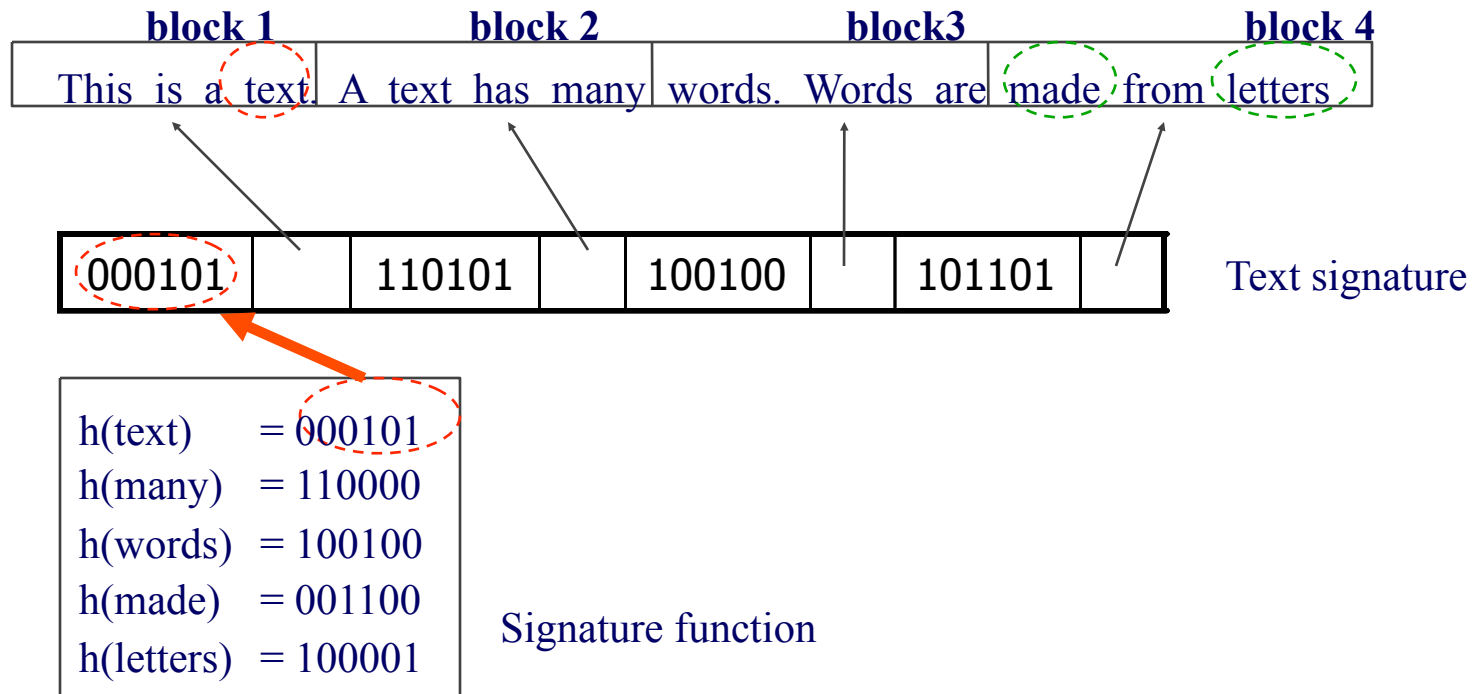 block 1 block 2 block3 block 4
This is a text. A text has many words. Words are made from letters
000101 110101 100100 101101 Text signature
h(text) = 000101
h(many) = 110000
h(words) = 100100
h(made) = 001100
Signature function
h(letters) = 100001